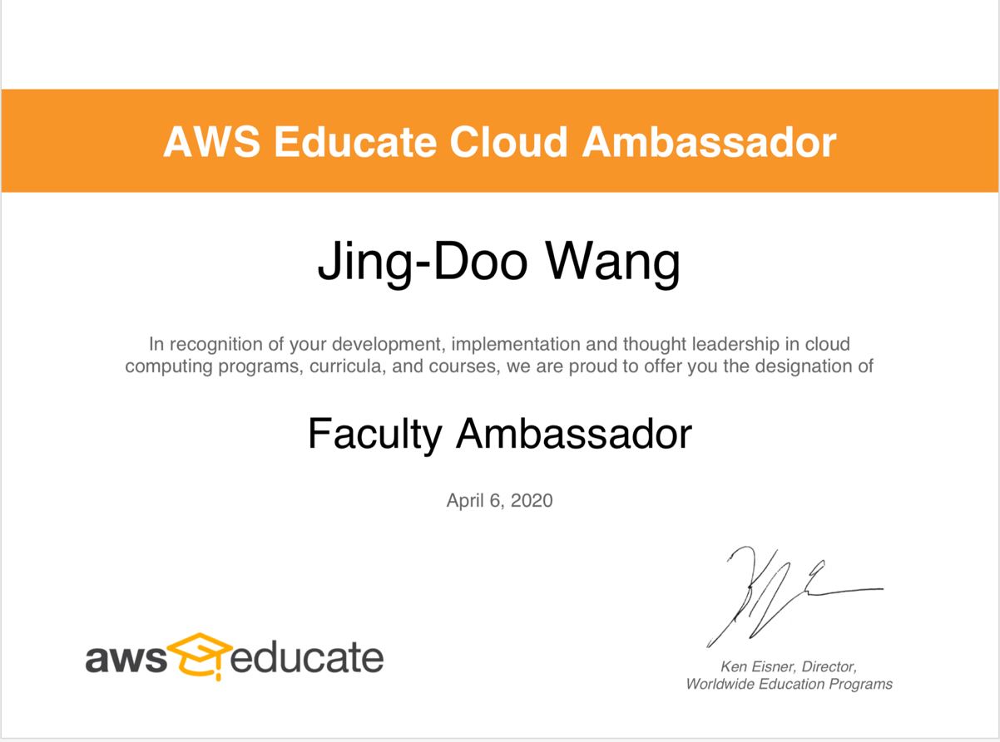 AWS Educate Cloud Ambassador
Jing-Doo Wang
In recognition of your development, implementation and thought leadership in cloud
computing programs, curricula, and courses, we are proud to offer you the designation of
Faculty Ambassador
April 6, 2020
aws educate
Ken Eisner, Director,
Worldwide Education Programs